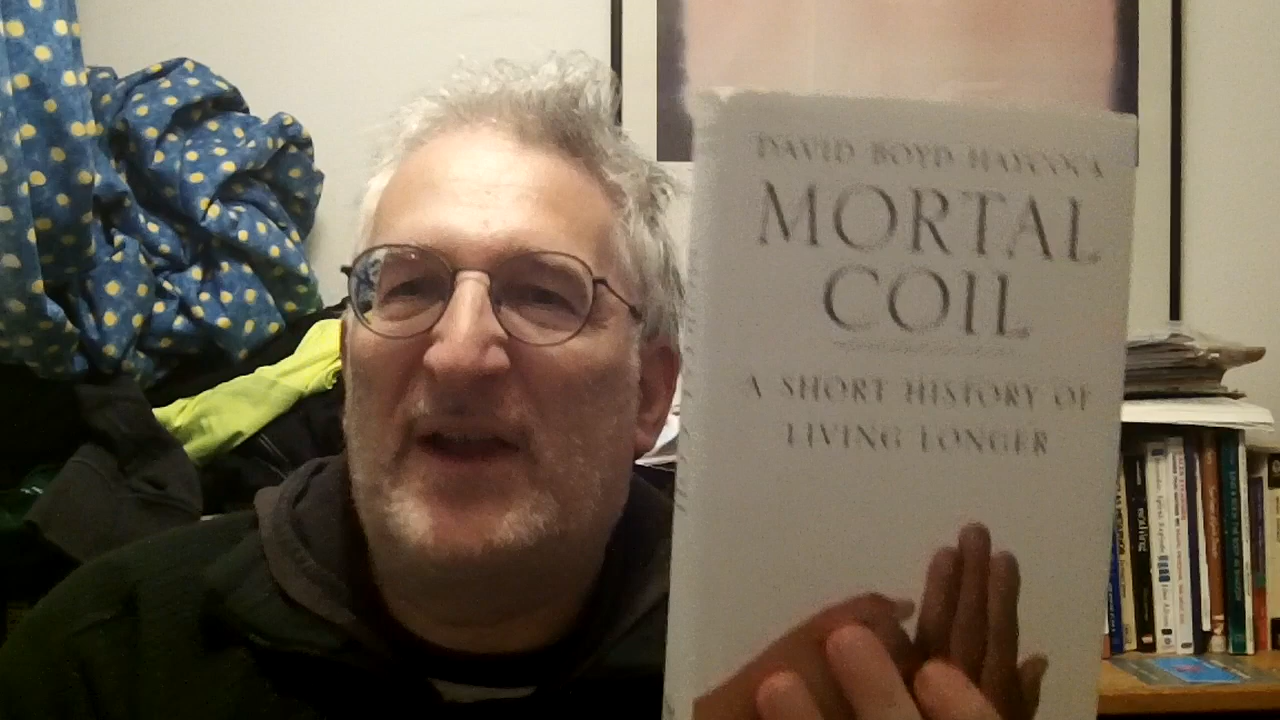 DAVID BOYD HAYCOCK
MORTAL
COIL
A SHORT HISTORY OF
LIVING LONGER